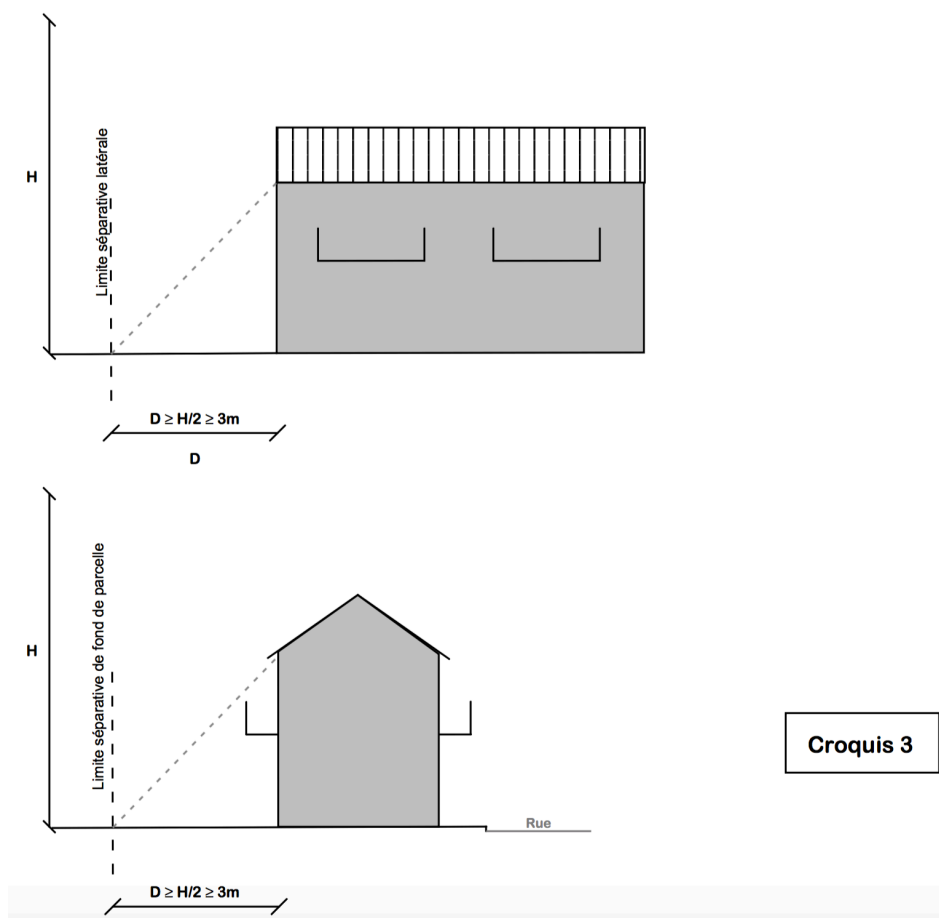 H
Limite séparative latérale
D ≥ H/2 ≥ 3m
D
H
Limite séparative de fond de parcelle
Croquis 3
Rue
D ≥ H/2 ≥ 3m